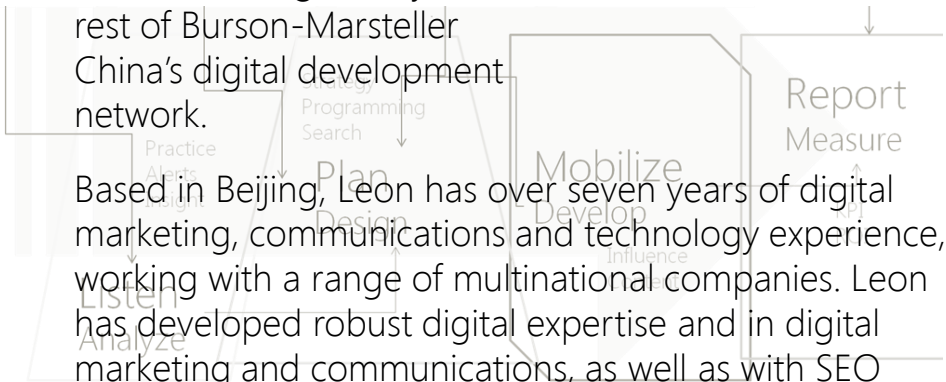 rest of Burson-Marsteller
China's digital development
network.
Based in Beijing, Leon has over seven years of digital
marketing, communications and technology experience,
working with a range of multinational companies. Leon
has developed robust digital expertise and in digital
marketing and communications, as well as with SEO
Strategy
Programming
Search
Practice
Alerts
Insight
Plan
Design
Listen
Analyze
Mobilize
Develop
Influence
Content
Report
Measure
KPI